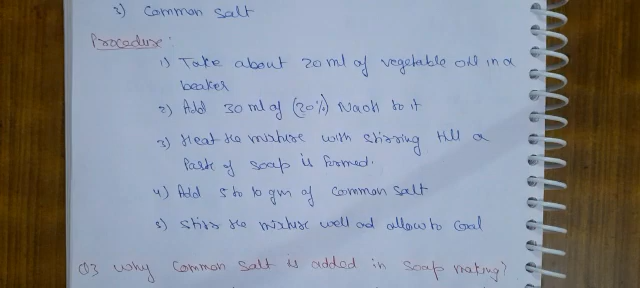 3) Common Salt
Procedure:
1) Take about 20 ml of vegetable oil in a
beaker
2) Add 30 ml of (20%) NaOH to it
3) Heat the mixture with stirring till a
Paste of soap is formed.
4) Add 5 to 10 gm of common salt
5) Stirr the mixture well ad allow to Cool
Q3 why Common Salt is added in soap making?